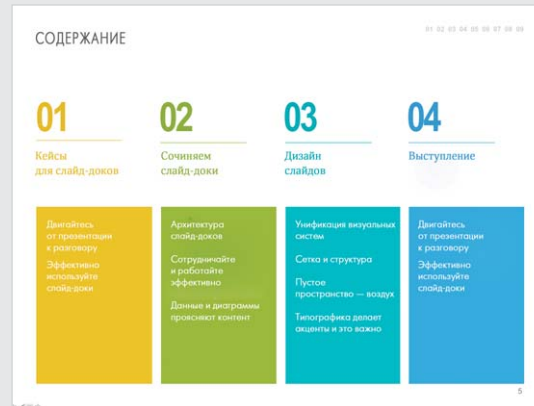 СОДЕРЖАНИЕ
01 02 03 04 05 06 07 08 09
01
Кейсы
для слайд-доков
02
Сочиняем
слайд-доки
03
Дизайн
слайдов
04
Выступление
Двигайтесь
от презентации
к разговору
Эффективно
используйте
слайд-доки
Архитектура
слайд-доков
Сотрудничайте
и работайте
эффективно
Данные и диаграммы
проясняют контент
Унификация визуальных
систем
Сетка и структура
Пустое
пространство — воздух
Типогрофика делает
акценты и это важно
Двигайтесь
от презентации
к разговору
Эффективно
используйте
слайд-доки
5